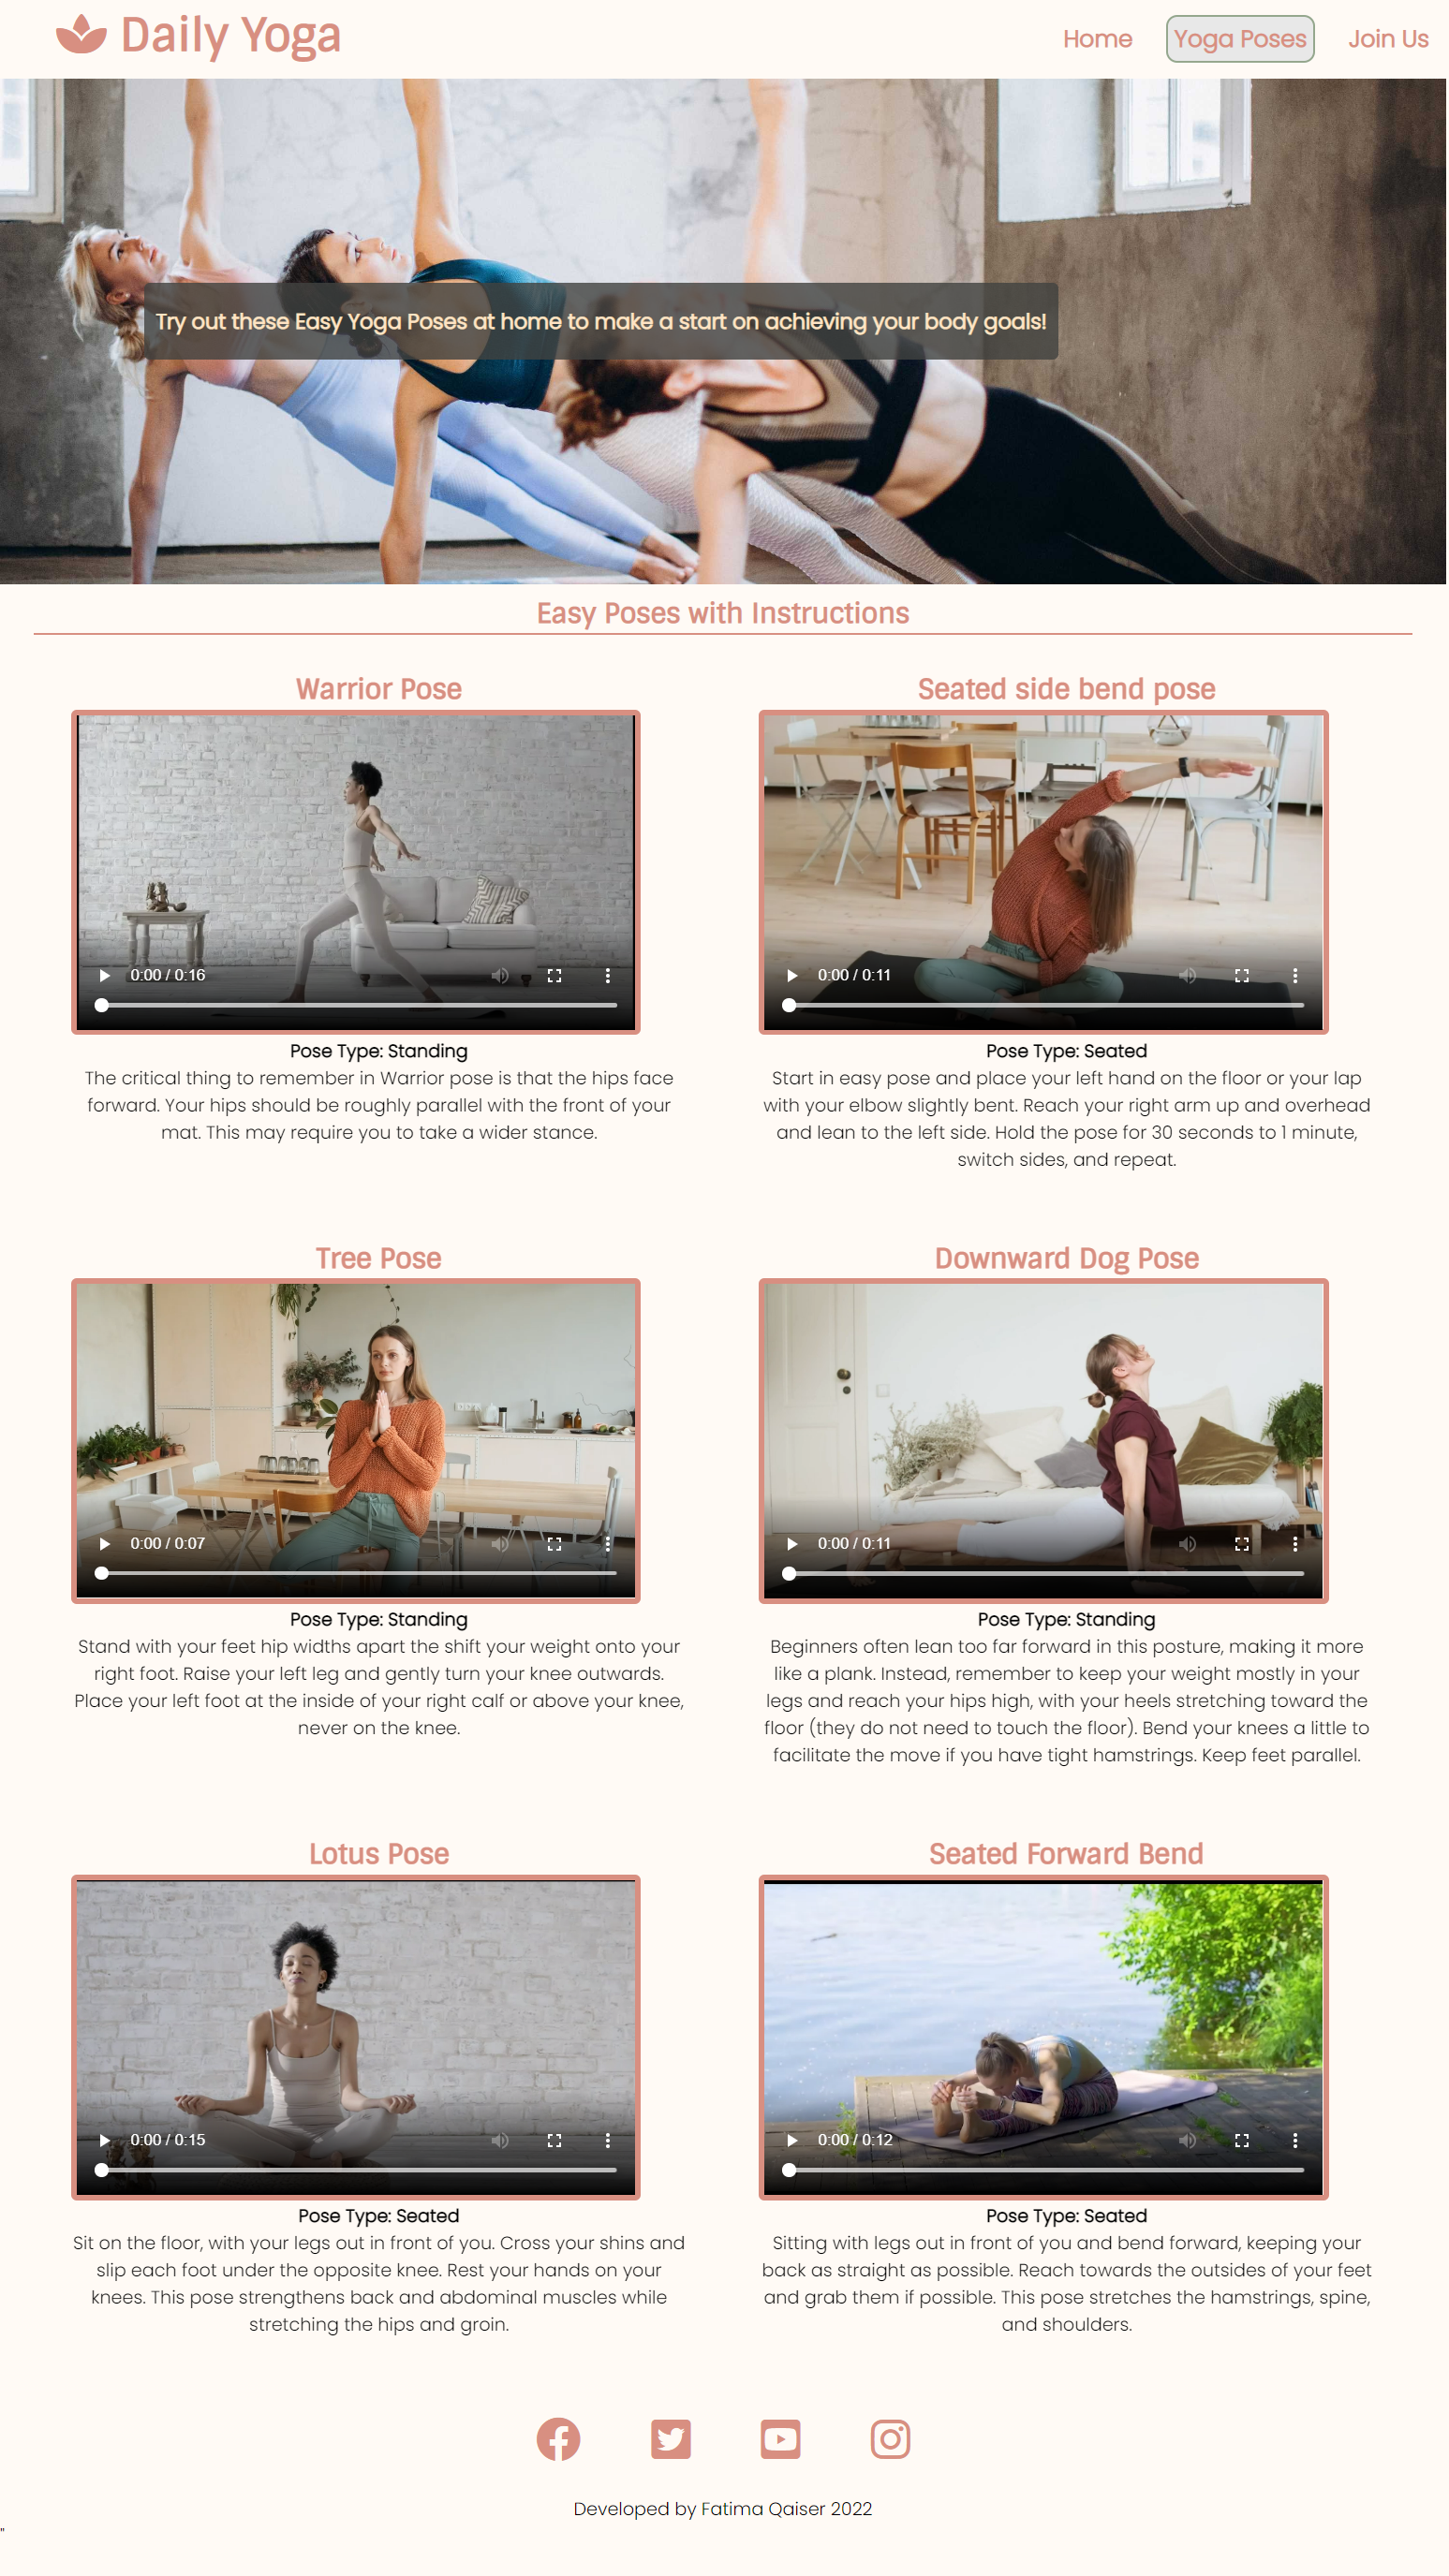 Daily Yoga
Home
Yoga Poses
Join Us
Try out these Easy Yoga Poses at home to make a start on achieving your body goals!
Easy Poses with Instructions
Warrior Pose
0:00 / 0:16
Pose Type: Standing
The critical thing to remember in Warrior pose is that the hips face
forward. Your hips should be roughly parallel with the front of your
mat. This may require you to take a wider stance.
Seated side bend pose
0:00 / 0:11
Pose Type: Seated
Start in easy pose and place your left hand on the floor or your lap
with your elbow slightly bent. Reach your right arm up and overhead
and lean to the left side. Hold the pose for 30 seconds to 1 minute,
switch sides, and repeat.
Tree Pose
0:00 / 0:07
Pose Type: Standing
Stand with your feet hip widths apart the shift your weight onto your
right foot. Raise your left leg and gently turn your knee outwards.
Place your left foot at the inside of your right calf or above your knee,
never on the knee.
Downward Dog Pose
0:00 / 0:11
Pose Type: Standing
Beginners often lean too far forward in this posture, making it more
like a plank. Instead, remember to keep your weight mostly in your
legs and reach your hips high, with your heels stretching toward the
floor (they do not need to touch the floor). Bend your knees a little to
facilitate the move if you have tight hamstrings. Keep feet parallel.
Lotus Pose
0:00 / 0:15
Pose Type: Seated
Sit on the floor, with your legs out in front of you. Cross your shins and
slip each foot under the opposite knee. Rest your hands on your
knees. This pose strengthens back and abdominal muscles while
stretching the hips and groin.
Seated Forward Bend
0:00 / 0:12
Pose Type: Seated
Sitting with legs out in front of you and bend forward, keeping your
back as straight as possible. Reach towards the outsides of your feet
and grab them if possible. This pose stretches the hamstrings, spine,
and shoulders.
Developed by Fatima Qaiser 2022
"